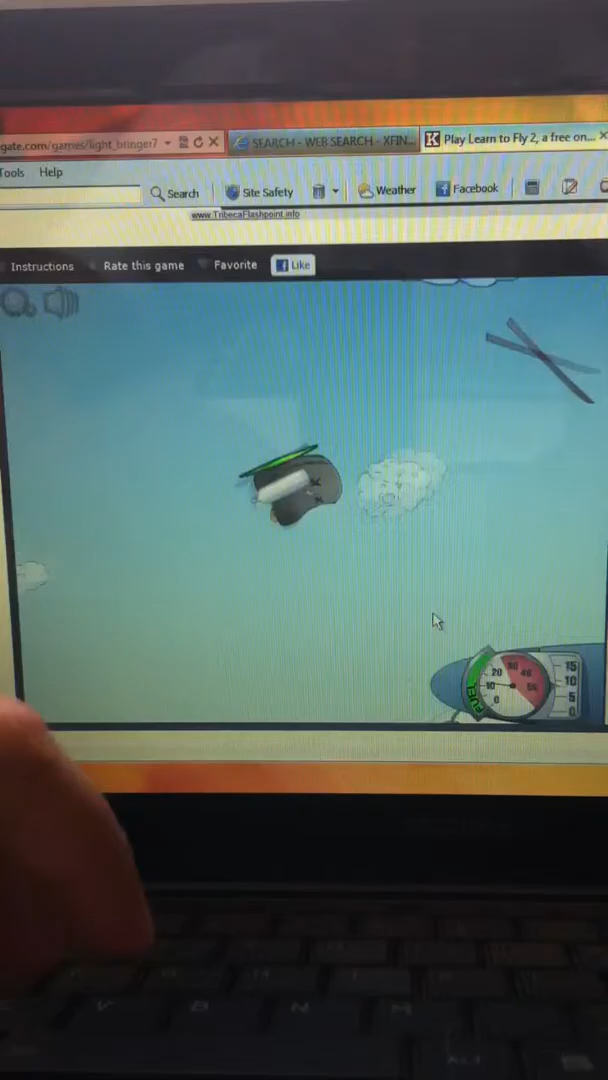 gate.com/games/light_bringer7
SEARCH - WEB SEARCH - XFIN...
K Play Learn to Fly 2, a free on...
Tools Help
Search
Site Safety
Weather
Facebook
www.TribecaFlashpoint.info
Instructions
Rate this game
Favorite
Like
FUEL
0
10
20
30
40
50
15
10
5
0